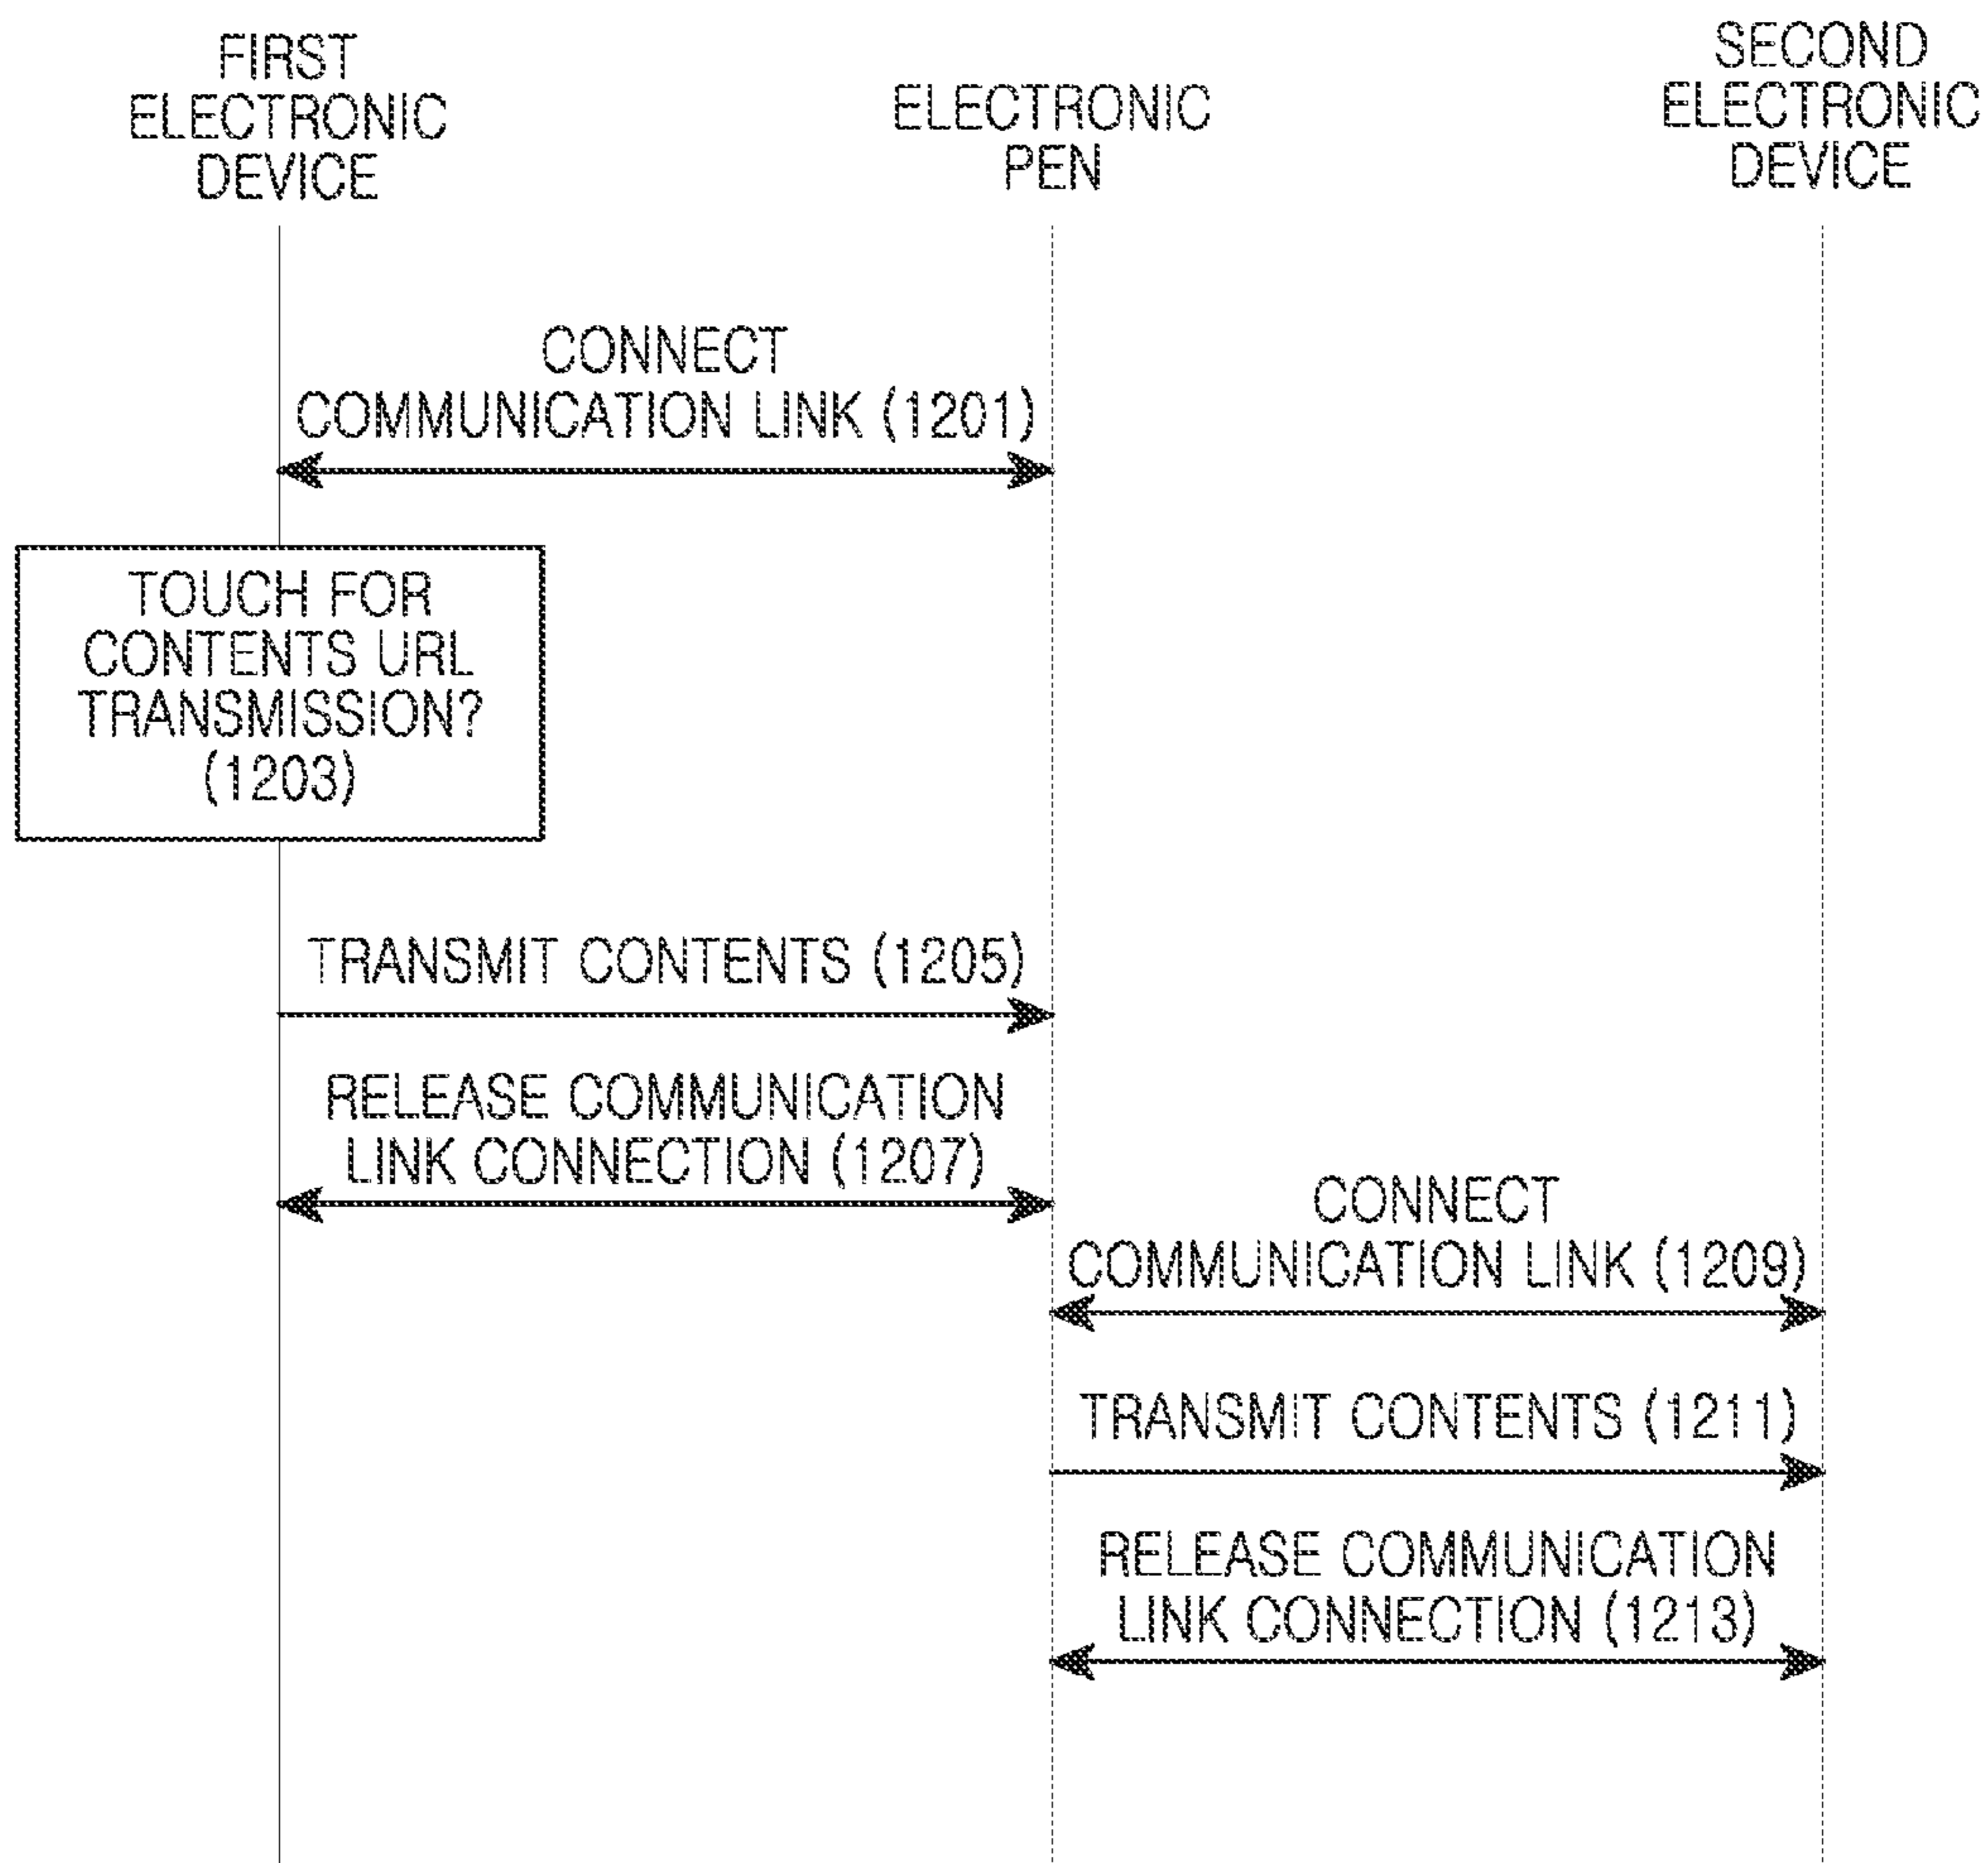 FIRST
ELECTRONIC
DEVICE
ELECTRONIC
PEN
SECOND
ELECTRONIC
DEVICE
CONNECT
COMMUNICATION LINK (1201)
TOUCH FOR
CONTENTS URL
TRANSMISSION?
(1203)
TRANSMIT CONTENTS (1205)
RELEASE COMMUNICATION
LINK CONNECTION (1207)
CONNECT
COMMUNICATION LINK (1209)
TRANSMIT CONTENTS (1211)
RELEASE COMMUNICATION
LINK CONNECTION (1213)